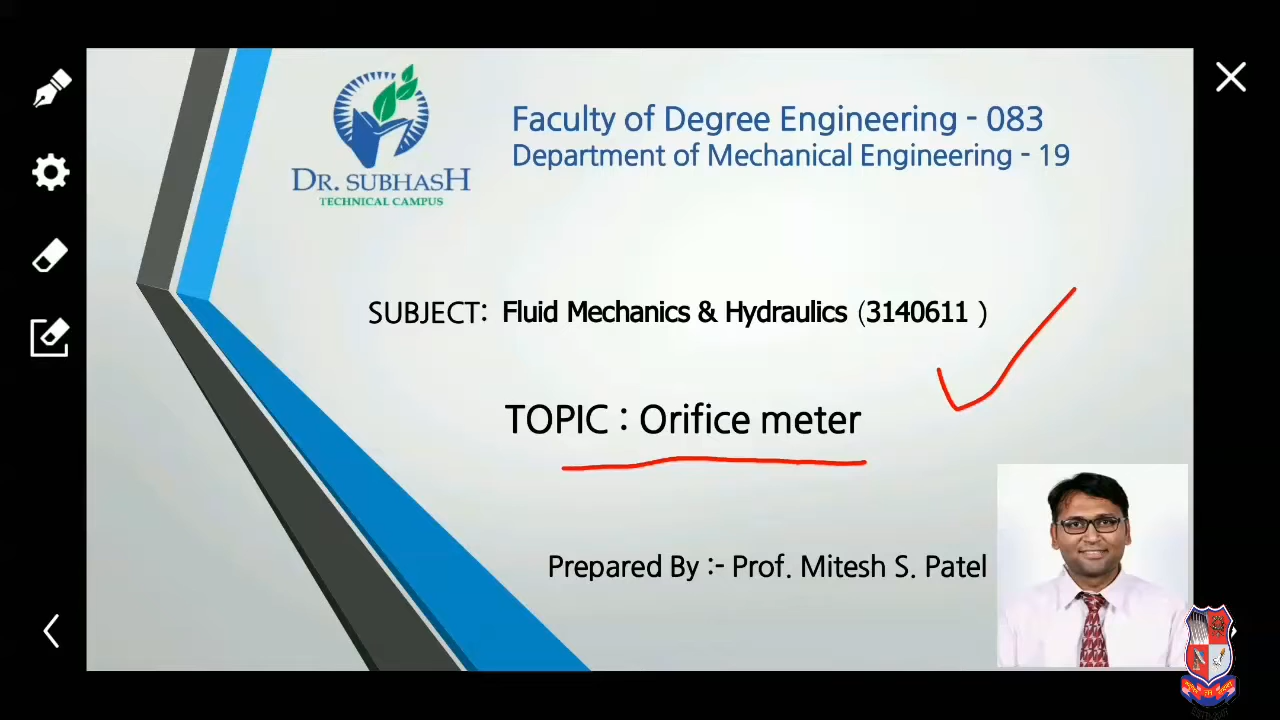 Faculty of Degree Engineering - 083
Department of Mechanical Engineering - 19
DR. SUBHASH
TECHNICAL CAMPUS
SUBJECT: Fluid Mechanics & Hydraulics (3140611 )
TOPIC : Orifice meter
Prepared By :- Prof. Mitesh S. Patel